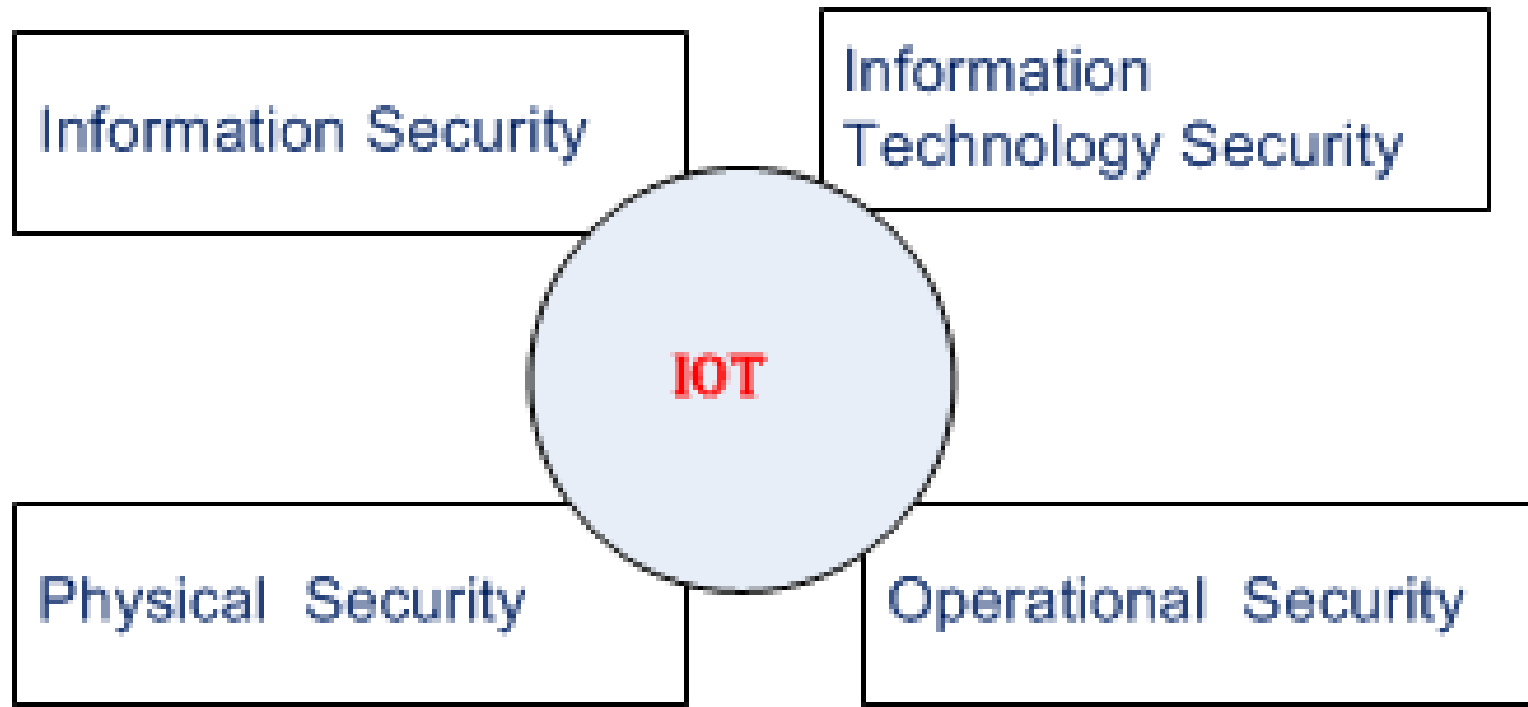 Information Security
Information
Technology Security
IOT
Physical Security
Operational Security